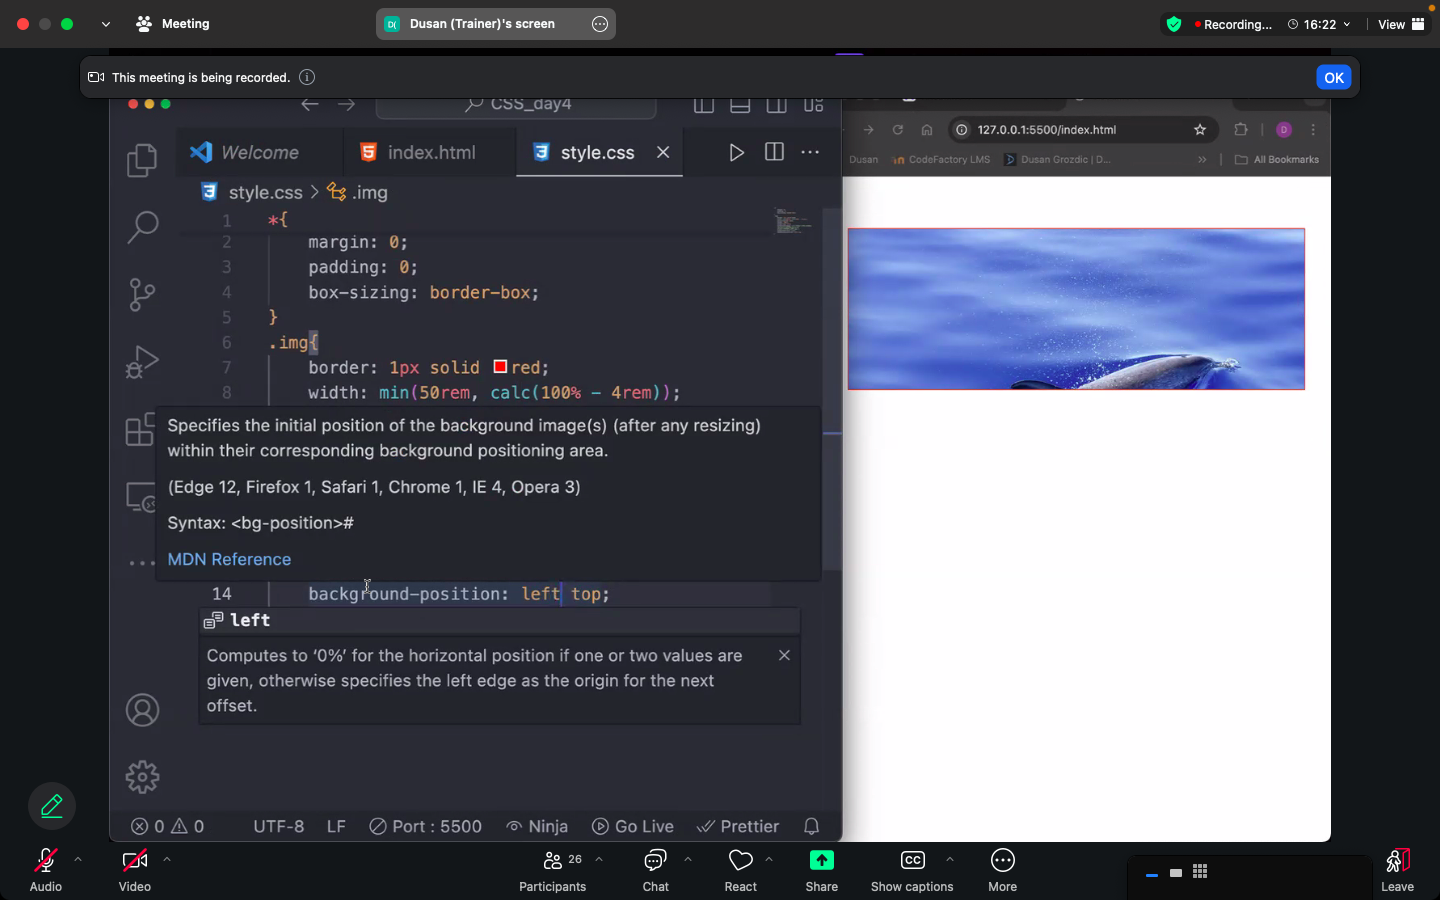 Meeting
D( Dusan (Trainer)'s screen
Recording... 16:22 View
This meeting is being recorded.
OK
CSS_day4
Welcome index.html style.css
style.css > .img
1 *{
2 margin: 0;
3 padding: 0;
4 box-sizing: border-box;
5 }
6 .img{
7 border: 1px solid red;
8 width: min(50rem, calc(100% - 4rem));
Specifies the initial position of the background image(s) (after any resizing)
within their corresponding background positioning area.
(Edge 12, Firefox 1, Safari 1, Chrome 1, IE 4, Opera 3)
Syntax: <bg-position>#
MDN Reference
14 background-position: left top;
left
Computes to ‘0%’ for the horizontal position if one or two values are
given, otherwise specifies the left edge as the origin for the next
offset.
0 0 UTF-8 LF Port : 5500 Ninja Go Live Prettier
127.0.0.1:5500/index.html D
Dusan CodeFactory LMS Dusan Grozdic | D... » All Bookmarks
Audio Video Participants 26 Chat React Share CC Show captions More Leave